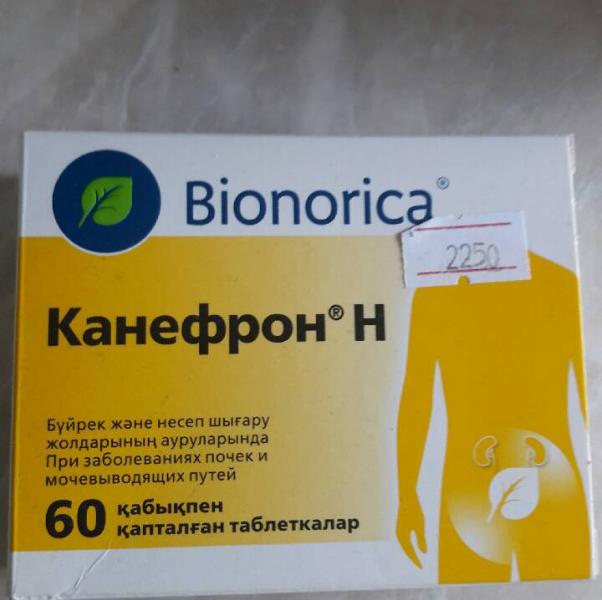 Bionorica®
2250
Канефрон® Н
Бүйрек және несеп шығару
жолдарының ауруларында
При заболеваниях почек и
мочевыводящих путей
60 қабықпен
қапталған таблеткалар